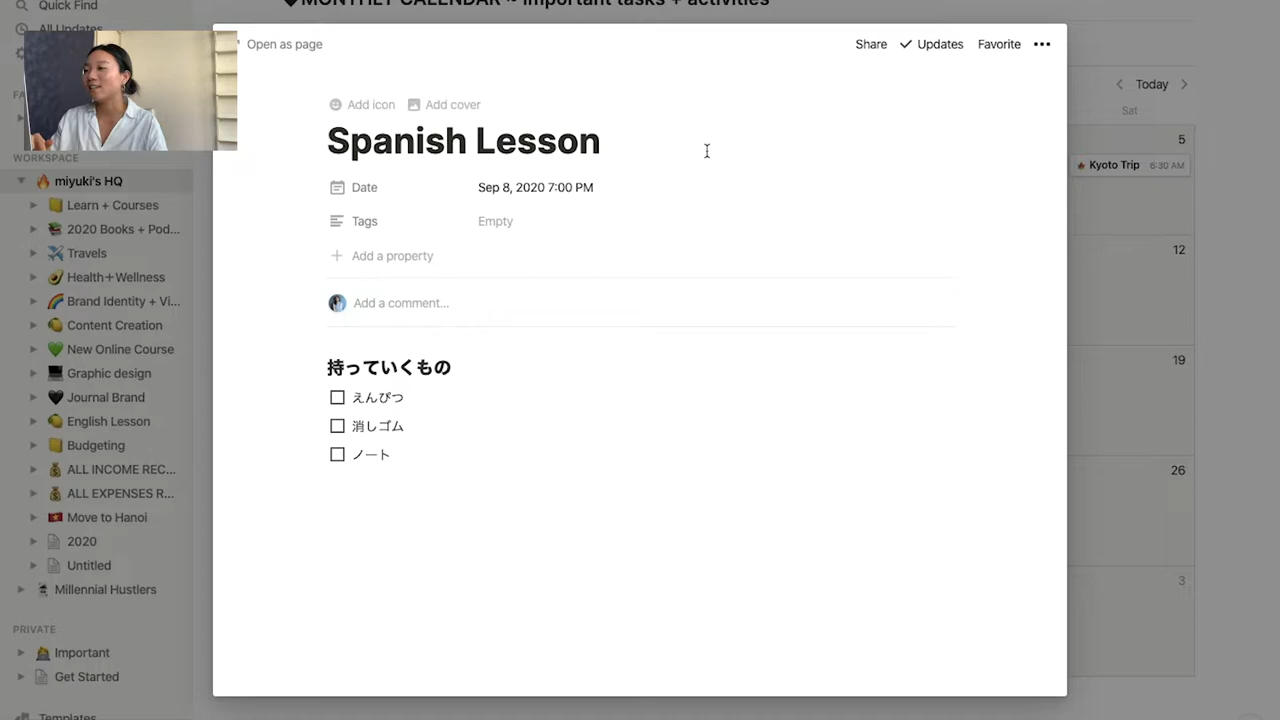 Quick Find
MONTHLY CALENDAR ~ important tasks + activities
All Updates
Open as page
Share
Updates
Favorite
Today
Sat
Add icon
Add cover
Spanish Lesson
Date
Sep 8, 2020 7:00 PM
Tags
Empty
Add a property
Add a comment...
持っていくもの
えんぴつ
消しゴム
ノート
5
Kyoto Trip 6:30 AM
12
19
26
3
WORKSPACE
miyuki's HQ
Learn + Courses
2020 Books + Pod...
Travels
Health+Wellness
Brand Identity + Vi...
Content Creation
New Online Course
Graphic design
Journal Brand
English Lesson
Budgeting
ALL INCOME REC...
ALL EXPENSES R...
Move to Hanoi
2020
Untitled
Millennial Hustlers
PRIVATE
Important
Get Started
Templates